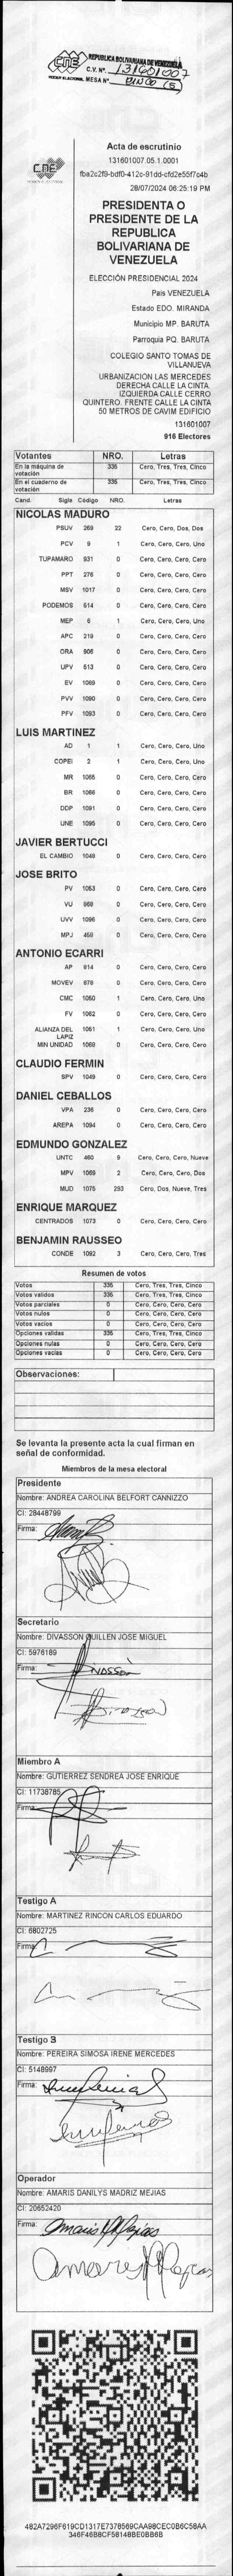 CNE
PODER ELECTORAL
REPUBLICA BOLIVARIANA DE VENEZUELA
C.V. Nº 131601007
MESA Nº CINCO (5)
CNE
Acta de escrutinio
131601007.05.1.0001
fba2c2f9-bdf0-412c-91dd-cfd2e55f7c4b
28/07/2024 06:25:19 PM
PRESIDENTA O
PRESIDENTE DE LA
REPUBLICA
BOLIVARIANA DE
VENEZUELA
ELECCIÓN PRESIDENCIAL 2024
Pais VENEZUELA
Estado EDO. MIRANDA
Municipio MP. BARUTA
Parroquia PQ. BARUTA
COLEGIO SANTO TOMAS DE
VILLANUEVA
URBANIZACION LAS MERCEDES
DERECHA CALLE LA CINTA.
IZQUIERDA CALLE CERRO
QUINTERO. FRENTE CALLE LA CINTA
50 METROS DE CAVIM EDIFICIO
131601007
916 Electores
Votantes NRO. Letras
En la máquina de votación 335 Cero, Tres, Tres, Cinco
En el cuaderno de votación 335 Cero, Tres, Tres, Cinco
Cand. Sigla Código NRO. Letras
NICOLAS MADURO
PSUV 269 22 Cero, Cero, Dos, Dos
PCV 9 1 Cero, Cero, Cero, Uno
TUPAMARO 931 0 Cero, Cero, Cero, Cero
PPT 276 0 Cero, Cero, Cero, Cero
MSV 1017 0 Cero, Cero, Cero, Cero
PODEMOS 514 0 Cero, Cero, Cero, Cero
MEP 6 1 Cero, Cero, Cero, Uno
APC 219 0 Cero, Cero, Cero, Cero
ORA 906 0 Cero, Cero, Cero, Cero
UPV 513 0 Cero, Cero, Cero, Cero
EV 1089 0 Cero, Cero, Cero, Cero
PVV 1090 0 Cero, Cero, Cero, Cero
PFV 1093 0 Cero, Cero, Cero, Cero
LUIS MARTINEZ
AD 1 1 Cero, Cero, Cero, Uno
COPEI 2 1 Cero, Cero, Cero, Uno
MR 1065 0 Cero, Cero, Cero, Cero
BR 1066 0 Cero, Cero, Cero, Cero
DDP 1091 0 Cero, Cero, Cero, Cero
UNE 1095 0 Cero, Cero, Cero, Cero
JAVIER BERTUCCI
EL CAMBIO 1048 0 Cero, Cero, Cero, Cero
JOSE BRITO
PV 1053 0 Cero, Cero, Cero, Cero
VU 868 0 Cero, Cero, Cero, Cero
UVV 1096 0 Cero, Cero, Cero, Cero
MPJ 459 0 Cero, Cero, Cero, Cero
ANTONIO ECARRI
AP 814 0 Cero, Cero, Cero, Cero
MOVEV 879 0 Cero, Cero, Cero, Cero
CMC 1050 1 Cero, Cero, Cero, Uno
FV 1062 0 Cero, Cero, Cero, Cero
ALIANZA DEL LAPIZ 1051 1 Cero, Cero, Cero, Uno
MIN UNIDAD 1068 0 Cero, Cero, Cero, Cero
CLAUDIO FERMIN
SPV 1049 0 Cero, Cero, Cero, Cero
DANIEL CEBALLOS
VPA 236 0 Cero, Cero, Cero, Cero
AREPA 1094 0 Cero, Cero, Cero, Cero
EDMUNDO GONZALEZ
UNTC 460 9 Cero, Cero, Cero, Nueve
MPV 1069 2 Cero, Cero, Cero, Dos
MUD 1075 293 Cero, Dos, Nueve, Tres
ENRIQUE MARQUEZ
CENTRADOS 1073 0 Cero, Cero, Cero, Cero
BENJAMIN RAUSSEO
CONDE 1092 3 Cero, Cero, Cero, Tres
Resumen de votos
Votos 335 Cero, Tres, Tres, Cinco
Votos validos 335 Cero, Tres, Tres, Cinco
Votos parciales 0 Cero, Cero, Cero, Cero
Votos nulos 0 Cero, Cero, Cero, Cero
Votos vacios 0 Cero, Cero, Cero, Cero
Opciones validas 335 Cero, Tres, Tres, Cinco
Opciones nulas 0 Cero, Cero, Cero, Cero
Opciones vacias 0 Cero, Cero, Cero, Cero
Observaciones:
Se levanta la presente acta la cual firman en
señal de conformidad.
Miembros de la mesa electoral
Presidente
Nombre: ANDREA CAROLINA BELFORT CANNIZZO
CI: 28448799
Firma:
Secretario
Nombre: DIVASSON QUILLEN JOSE MIGUEL
CI: 5976189
Firma:
Miembro A
Nombre: GUTIERREZ SENDREA JOSE ENRIQUE
CI: 11738785
Firma:
Testigo A
Nombre: MARTINEZ RINCON CARLOS EDUARDO
CI: 6802725
Firma:
Testigo B
Nombre: PEREIRA SIMOSA IRENE MERCEDES
CI: 5148997
Firma:
Operador
Nombre: AMARIS DANILYS MADRIZ MEJIAS
CI: 20652420
Firma:
482A7296F619CD1317E7378569CAA98CEC0B6C58AA
346F46B8CF58148BE0BB6B